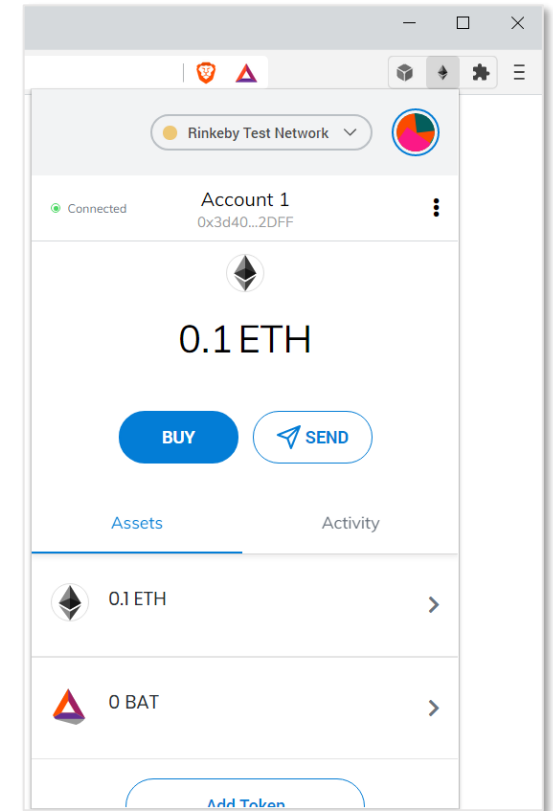 Rinkeby Test Network
Connected
Account 1
0x3d40...2DFF
0.1 ETH
BUY
SEND
Assets
Activity
0.1 ETH
0 BAT
Add Token